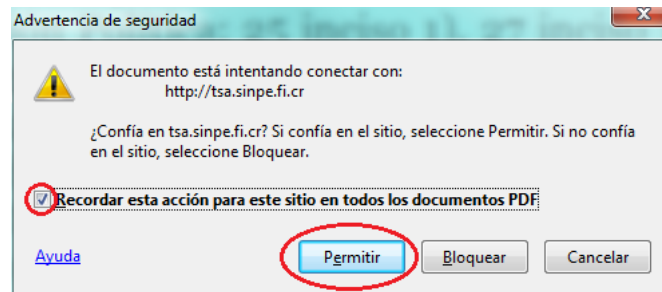 Advertencia de seguridad
El documento está intentando conectar con:
http://tsa.sinpe.fi.cr
¿Confía en tsa.sinpe.fi.cr? Si confía en el sitio, seleccione Permitir. Si no confía
en el sitio, seleccione Bloquear.
Recordar esta acción para este sitio en todos los documentos PDF
Ayuda
Permitir
Bloquear
Cancelar